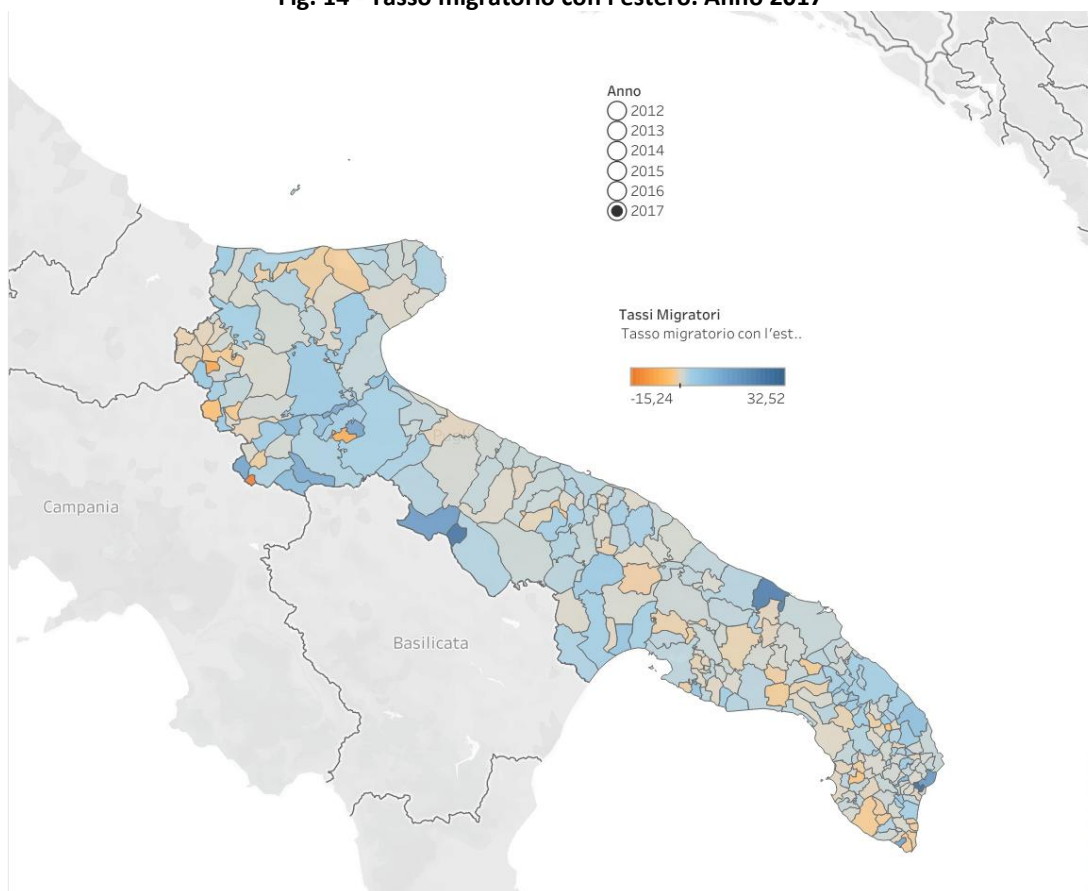 Fig. 14 - Tasso migratorio con l'estero. Anno 2017
Anno
2012
2013
2014
2015
2016
2017
Tassi Migratori
Tasso migratorio con l'est..
-15,24
32,52
Campania
Basilicata